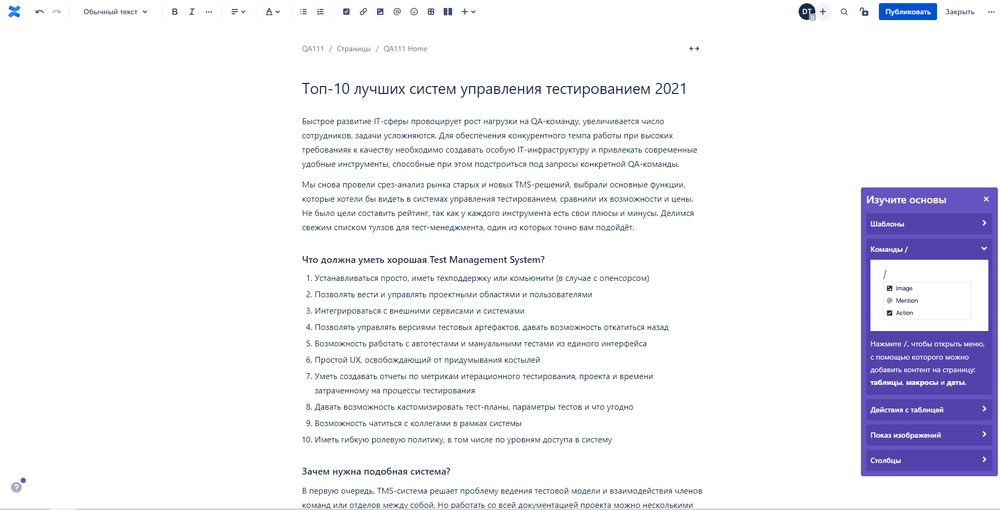 Обычный текст
B I
A
DT
D
Публиковать
Закрыть
QA111 / Страницы / QA111 Home
Топ-10 лучших систем управления тестированием 2021
Быстрое развитие IT-сферы провоцирует рост нагрузки на QA-команду, увеличивается число
сотрудников, задачи усложняются. Для обеспечения конкурентного темпа работы при высоких
требованиях к качеству необходимо создавать особую IT-инфраструктуру и привлекать современные
удобные инструменты, способные при этом подстроиться под запросы конкретной QA-команды.
Мы снова провели срез-анализ рынка старых и новых TMS-решений, выбрали основные функции,
которые хотели бы видеть в системах управления тестированием, сравнили их возможности и цены.
Не было цели составить рейтинг, так как у каждого инструмента есть свои плюсы и минусы. Делимся
свежим списком тулзов для тест-менеджмента, один из которых точно вам подойдёт.
Что должна уметь хорошая Test Management System?
1. Устанавливаться просто, иметь техподдержку или комьюнити (в случае с опенсорсом)
2. Позволять вести и управлять проектными областями и пользователями
3. Интегрироваться с внешними сервисами и системами
4. Позволять управлять версиями тестовых артефактов, давать возможность откатиться назад
5. Возможность работать с автотестами и мануальными тестами из единого интерфейса
6. Простой UX, освобождающий от придумывания костылей
7. Уметь создавать отчеты по метрикам итерационного тестирования, проекта и времени
затраченному на процессы тестирования
8. Давать возможность кастомизировать тест-планы, параметры тестов и что угодно
9. Возможность чатиться с коллегами в рамках системы
10. Иметь гибкую ролевую политику, в том числе по уровням доступа в систему
Зачем нужна подобная система?
В первую очередь, TMS-система решает проблему ведения тестовой модели и взаимодействия членов
команд или отделов между собой. Но работать со всей документацией проекта можно несколькими
Изучите основы
Шаблоны
Команды /
/
Image
@ Mention
Action
Нажмите /, чтобы открыть меню,
с помощью которого можно
добавить контент на страницу:
таблицы, макросы и даты.
Действия с таблицей
Показ изображений
Столбцы